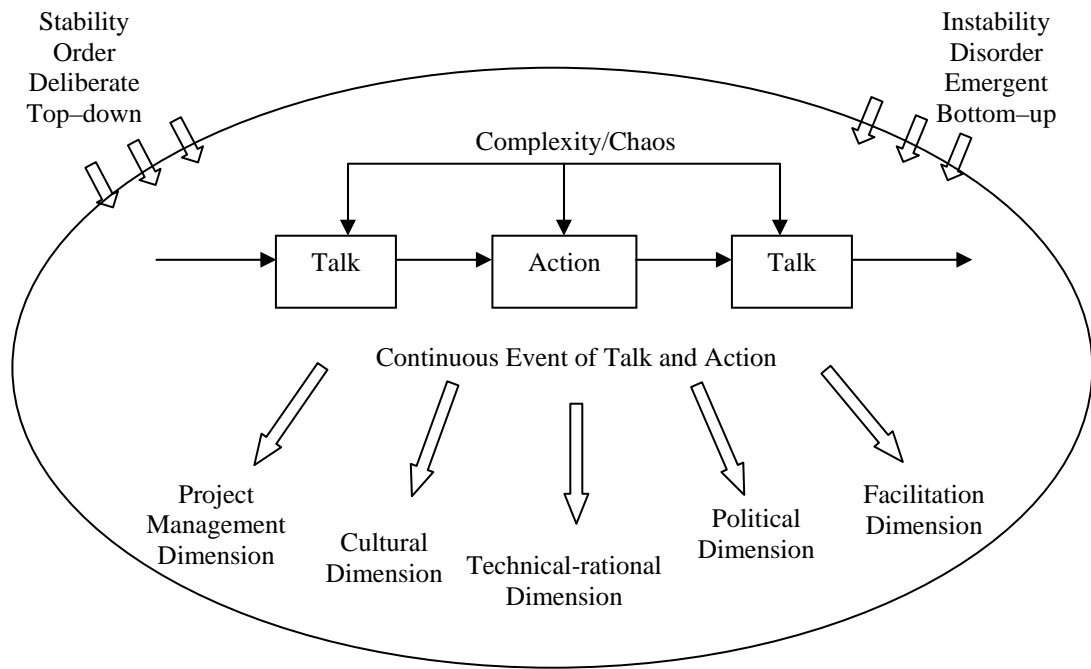 Stability
Order
Deliberate
Top–down
Instability
Disorder
Emergent
Bottom–up
Complexity/Chaos
Talk
Action
Talk
Continuous Event of Talk and Action
Project
Management
Dimension
Cultural
Dimension
Technical-rational
Dimension
Political
Dimension
Facilitation
Dimension